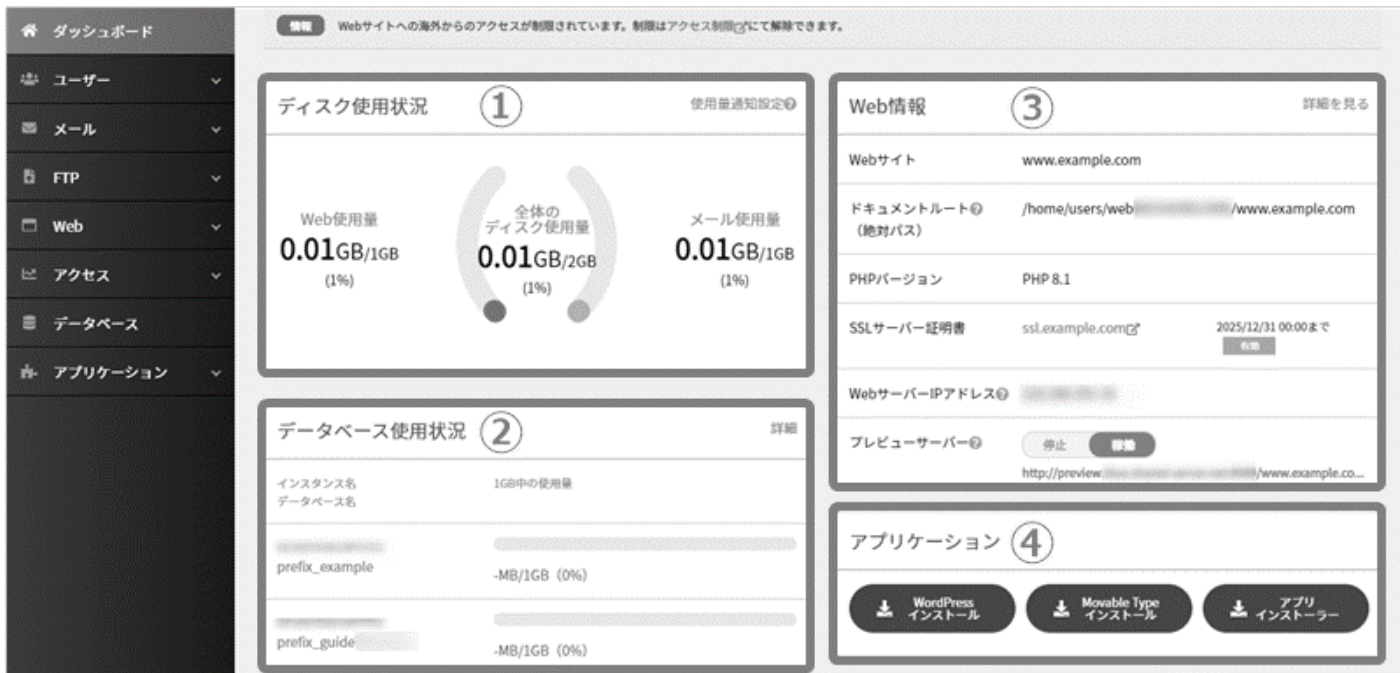 ダッシュボード
ユーザー
メール
FTP
Web
アクセス
データベース
アプリケーション
情報 Webサイトへの海外からのアクセスが制限されています。制限はアクセス制限にて解除できます。
ディスク使用状況 ① 使用量通知設定
Web使用量
0.01GB/1GB
(1%)
全体の
ディスク使用量
0.01GB/2GB
(1%)
メール使用量
0.01GB/1GB
(1%)
データベース使用状況 ② 詳細
インスタンス名
データベース名
1GB中の使用量
prefix_example
-MB/1GB（0%）
prefix_guide
-MB/1GB（0%）
Web情報 ③ 詳細を見る
Webサイト www.example.com
ドキュメントルート
（絶対パス）
/home/users/web /www.example.com
PHPバージョン PHP 8.1
SSLサーバー証明書 ssl.example.com 2025/12/31 00:00まで
有効
WebサーバーIPアドレス
プレビューサーバー 停止 稼働
http://preview. /www.example.co...
アプリケーション ④
WordPress
インストール
Movable Type
インストール
アプリ
インストーラー